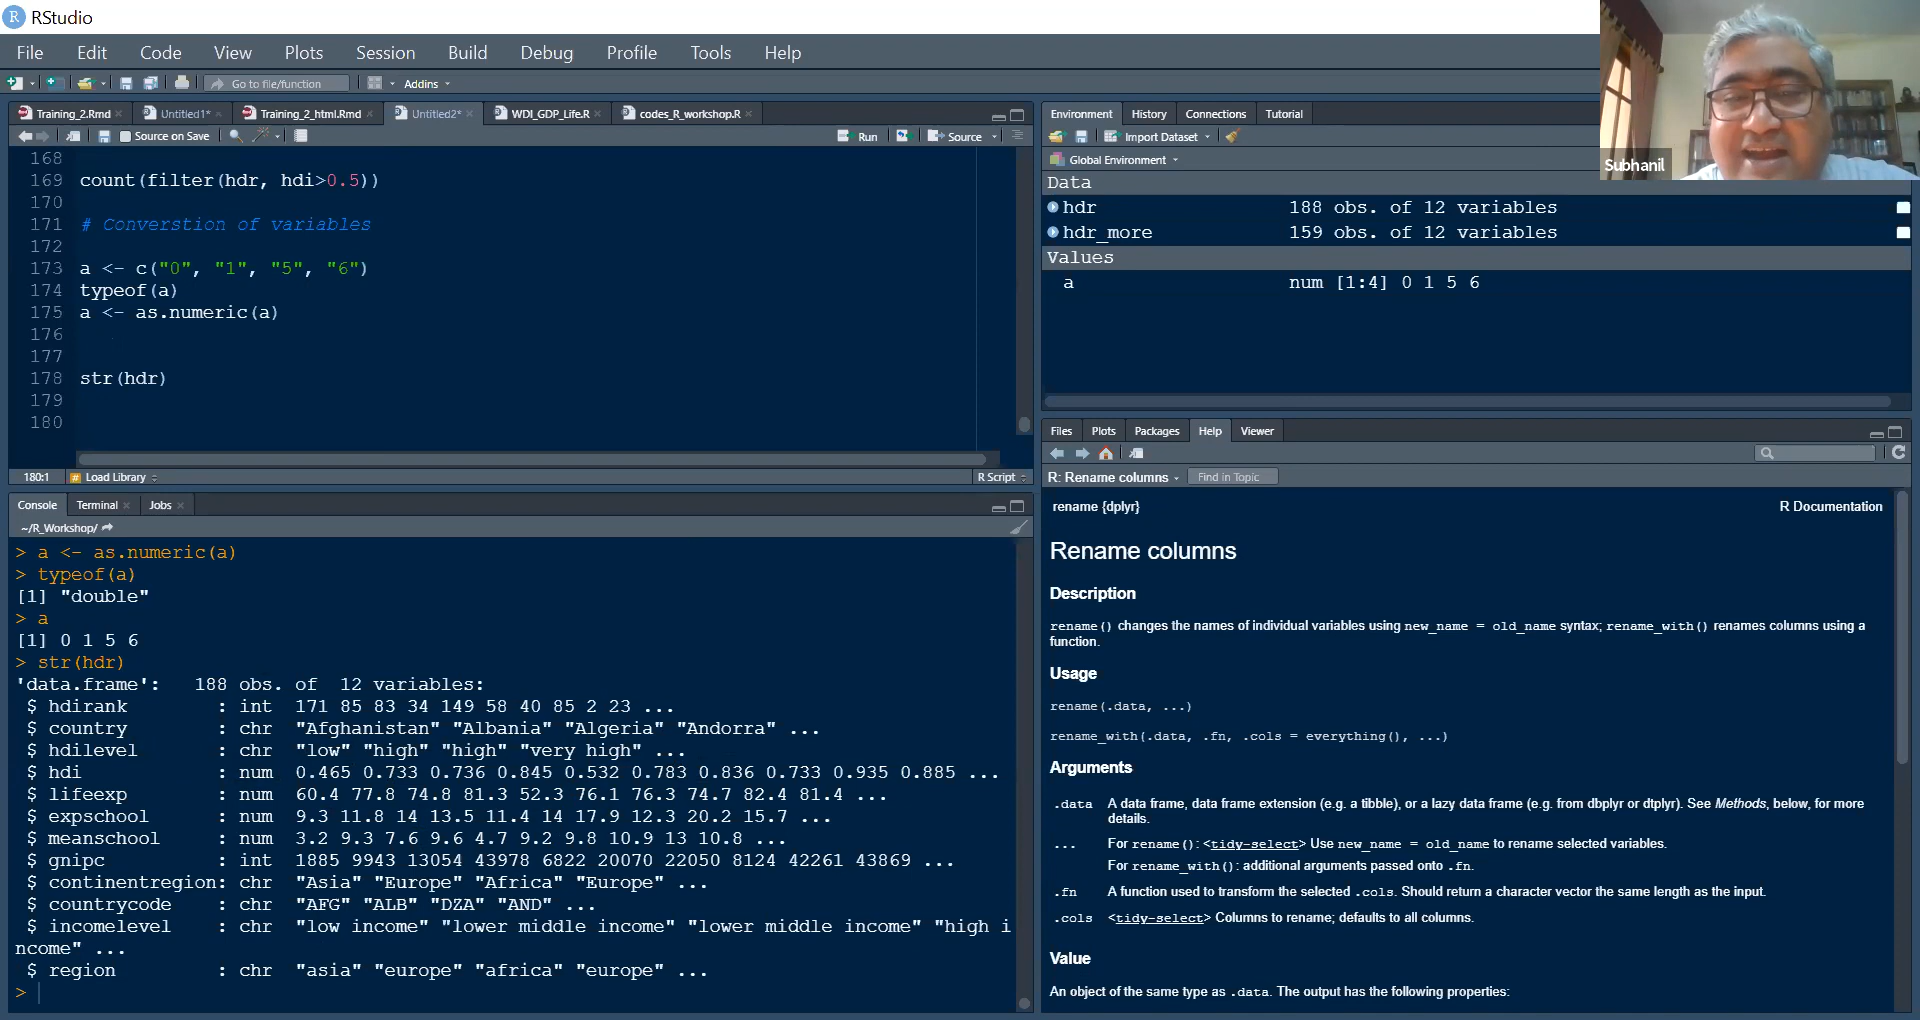 RStudio
File Edit Code View Plots Session Build Debug Profile Tools Help
Go to file/function Addins
Training_2.Rmd Untitled1* Training_2_html.Rmd Untitled2* WDI_GDP_Life.R codes_R_workshop.R
Source on Save Run Source
168
169 count(filter(hdr, hdi>0.5))
170
171 # Converstion of variables
172
173 a <- c("0", "1", "5", "6")
174 typeof(a)
175 a <- as.numeric(a)
176
177
178 str(hdr)
179
180
180:1 Load Library R Script
Console Terminal Jobs
~/R_Workshop/
> a <- as.numeric(a)
> typeof(a)
[1] "double"
> a
[1] 0 1 5 6
> str(hdr)
'data.frame': 188 obs. of 12 variables:
$ hdirank : int 171 85 83 34 149 58 40 85 2 23 ...
$ country : chr "Afghanistan" "Albania" "Algeria" "Andorra" ...
$ hdilevel : chr "low" "high" "high" "very high" ...
$ hdi : num 0.465 0.733 0.736 0.845 0.532 0.783 0.836 0.733 0.935 0.885 ...
$ lifeexp : num 60.4 77.8 74.8 81.3 52.3 76.1 76.3 74.7 82.4 81.4 ...
$ expschool : num 9.3 11.8 14 13.5 11.4 14 17.9 12.3 20.2 15.7 ...
$ meanschool : num 3.2 9.3 7.6 9.6 4.7 9.2 9.8 10.9 13 10.8 ...
$ gnipc : int 1885 9943 13054 43978 6822 20070 22050 8124 42261 43869 ...
$ continentregion: chr "Asia" "Europe" "Africa" "Europe" ...
$ countrycode : chr "AFG" "ALB" "DZA" "AND" ...
$ incomelevel : chr "low income" "lower middle income" "lower middle income" "high i
ncome" ...
$ region : chr "asia" "europe" "africa" "europe" ...
>
Environment History Connections Tutorial
Import Dataset
Global Environment
Data
hdr 188 obs. of 12 variables
hdr_more 159 obs. of 12 variables
Values
a num [1:4] 0 1 5 6
Subhanil
Files Plots Packages Help Viewer
R: Rename columns Find in Topic
rename {dplyr} R Documentation
Rename columns
Description
rename() changes the names of individual variables using new_name = old_name syntax; rename_with() renames columns using a
function.
Usage
rename(.data, ...)
rename_with(.data, .fn, .cols = everything(), ...)
Arguments
.data A data frame, data frame extension (e.g. a tibble), or a lazy data frame (e.g. from dbplyr or dtplyr). See Methods, below, for more
details.
... For rename(): <tidy-select> Use new_name = old_name to rename selected variables.
For rename_with(): additional arguments passed onto .fn.
.fn A function used to transform the selected .cols. Should return a character vector the same length as the input.
.cols <tidy-select> Columns to rename; defaults to all columns.
Value
An object of the same type as .data. The output has the following properties: